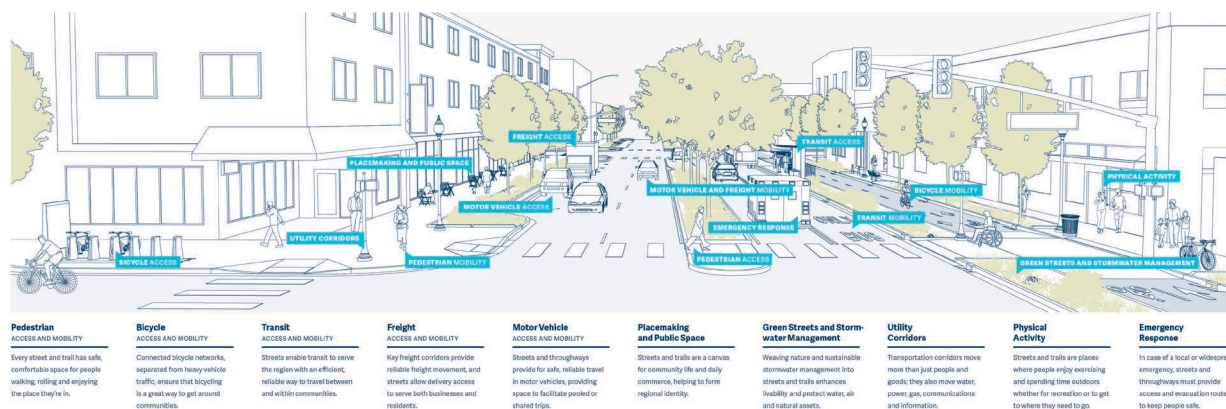 FREIGHT ACCESS
TRANSIT ACCESS
PLACEMAKING AND PUBLIC SPACE
PHYSICAL ACTIVITY
MOTOR VEHICLE AND FREIGHT MOBILITY
BICYCLE MOBILITY
MOTOR VEHICLE ACCESS
TRANSIT MOBILITY
EMERGENCY RESPONSE
UTILITY CORRIDORS
BICYCLE ACCESS
PEDESTRIAN MOBILITY
PEDESTRIAN ACCESS
GREEN STREETS AND STORMWATER MANAGEMENT
Pedestrian
ACCESS AND MOBILITY
Every street and trail has safe,
comfortable space for people
walking, rolling and enjoying
the place they're in.
Bicycle
ACCESS AND MOBILITY
Connected bicycle networks,
separated from heavy vehicle
traffic, ensure that bicycling
is a great way to get around
communities.
Transit
ACCESS AND MOBILITY
Streets enable transit to serve
the region with an efficient,
reliable way to travel between
and within communities.
Freight
ACCESS AND MOBILITY
Key freight corridors provide
reliable freight movement, and
streets allow delivery access
to serve both businesses and
residents.
Motor Vehicle
ACCESS AND MOBILITY
Streets and throughways
provide for safe, reliable travel
in motor vehicles, providing
space to facilitate pooled or
shared trips.
Placemaking
and Public Space
Streets and trails are a canvas
for community life and daily
commerce, helping to form
regional identity.
Green Streets and Storm-
water Management
Weaving nature and sustainable
stormwater management into
streets and trails enhances
livability and protects water, air
and natural assets.
Utility
Corridors
Transportation corridors move
more than just people and
goods; they also move water,
power, gas, communications
and information.
Physical
Activity
Streets and trails are places
where people enjoy exercising
and spending time outdoors
whether for recreation or to get
to where they need to go.
Emergency
Response
In case of a local or widespre
emergency, streets and
throughways must provide
access and evacuation rout
to keep people safe.